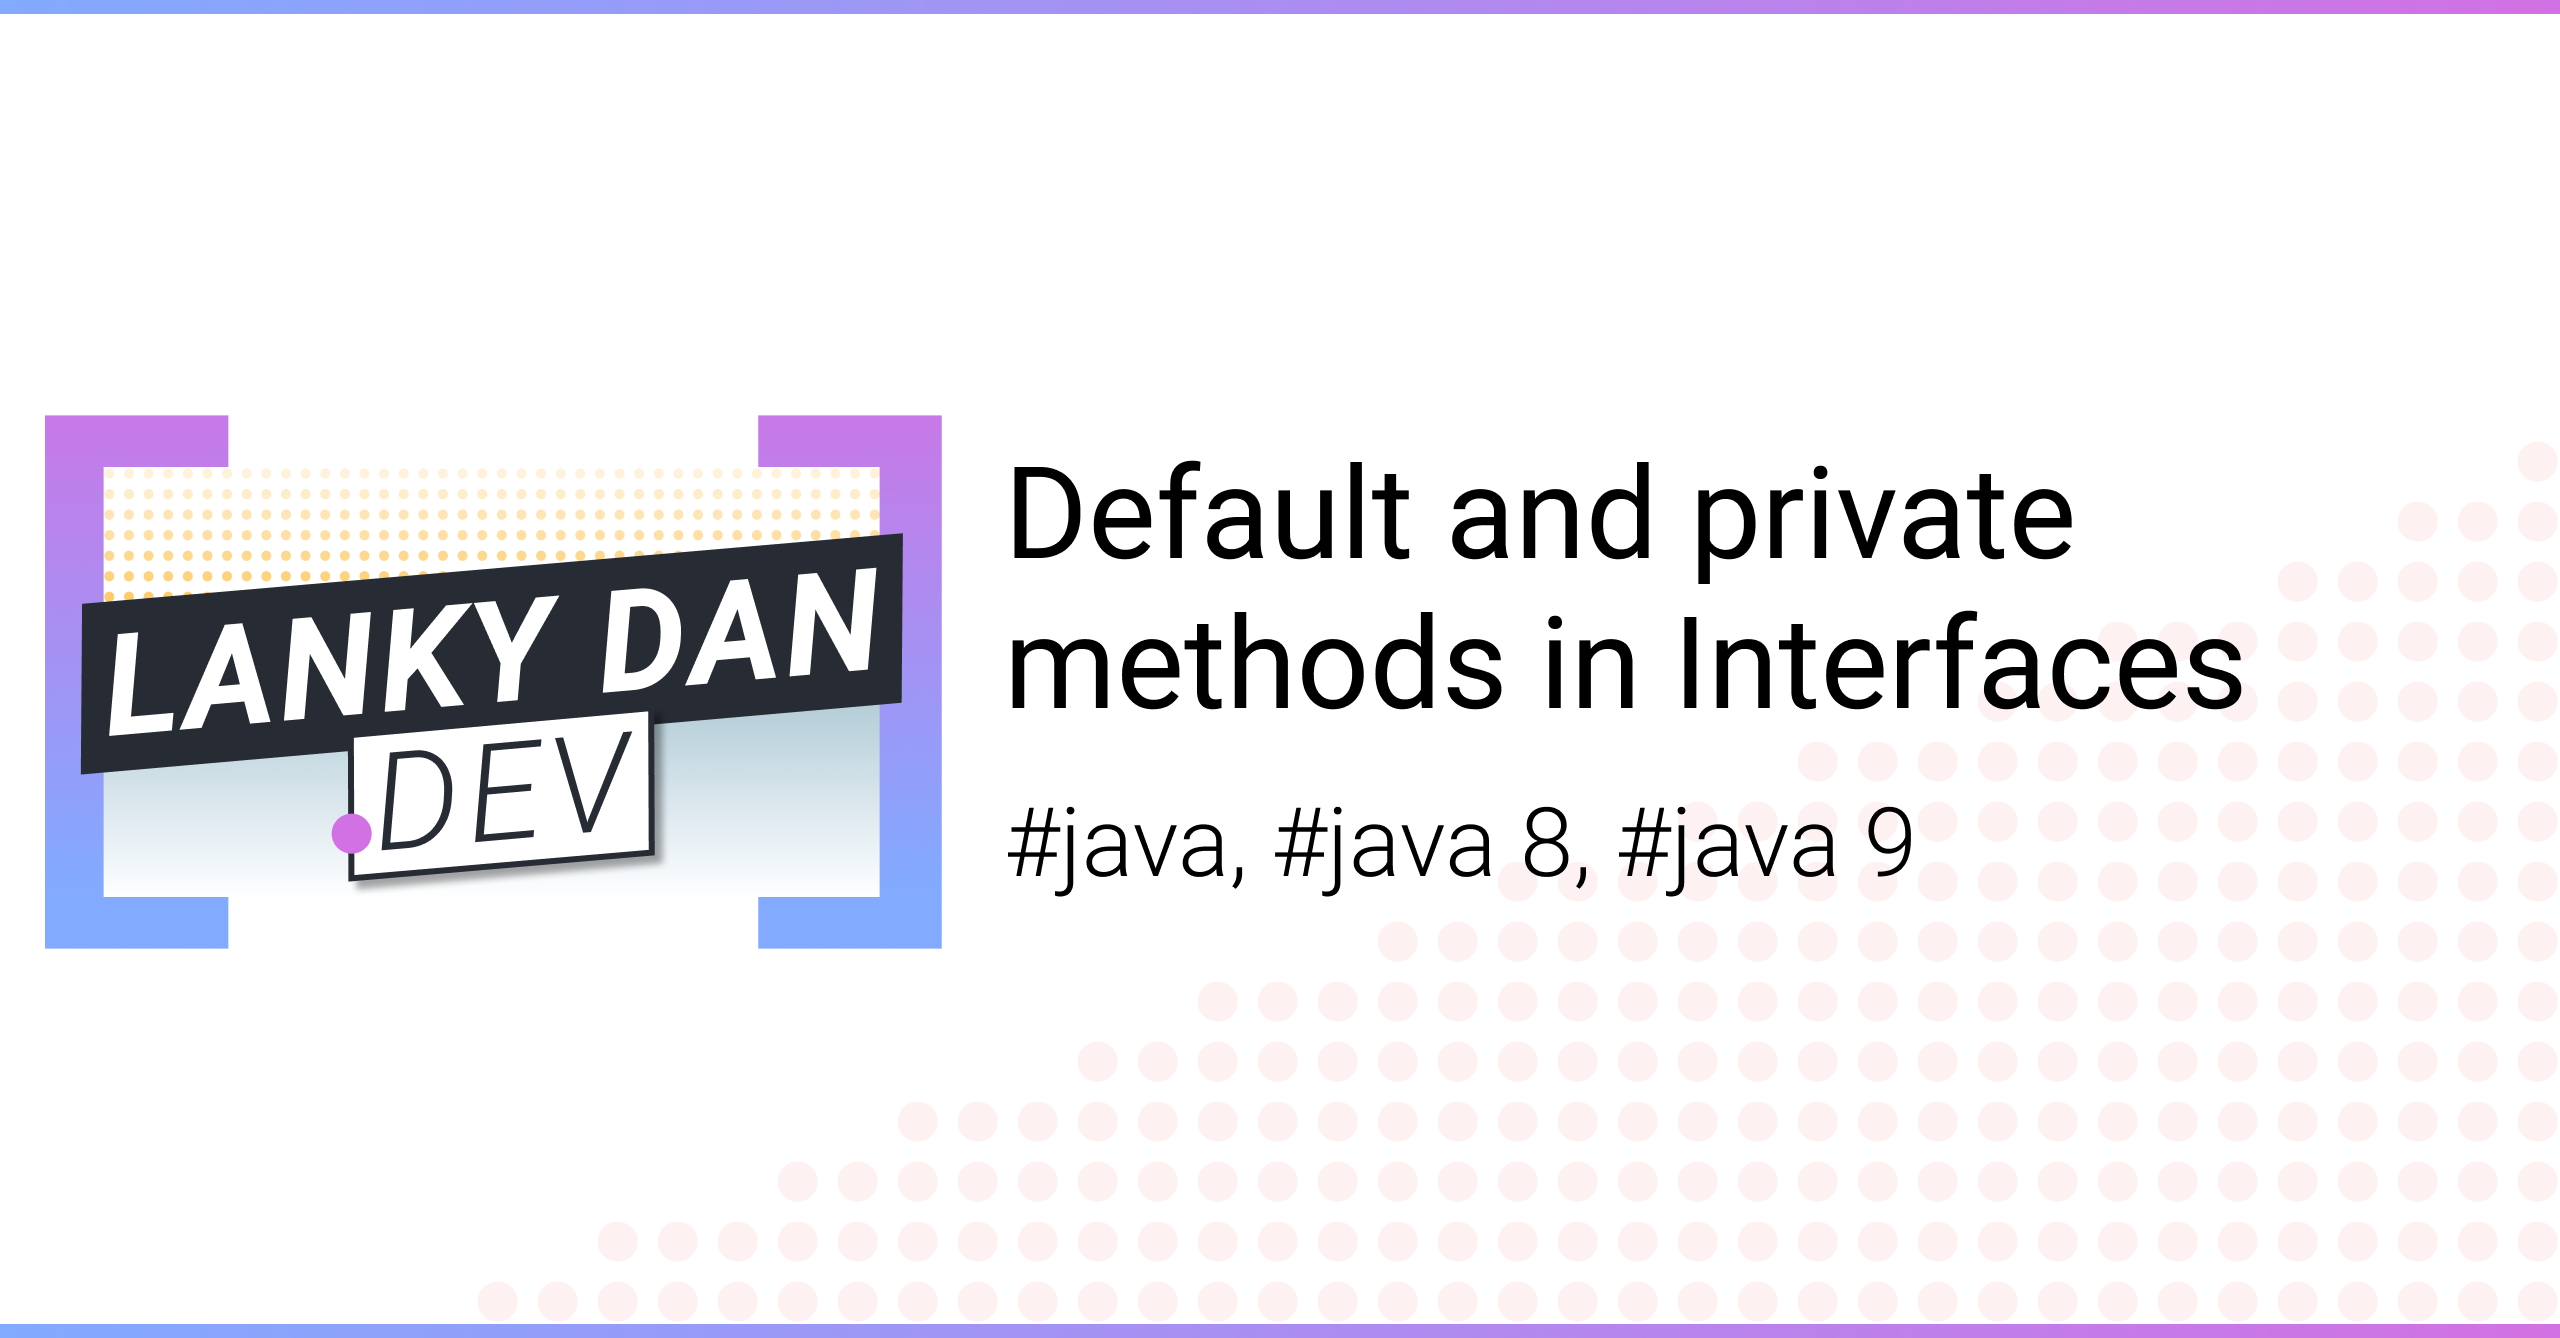 LANKY DAN
DEV
Default and private
methods in Interfaces
#java, #java 8, #java 9